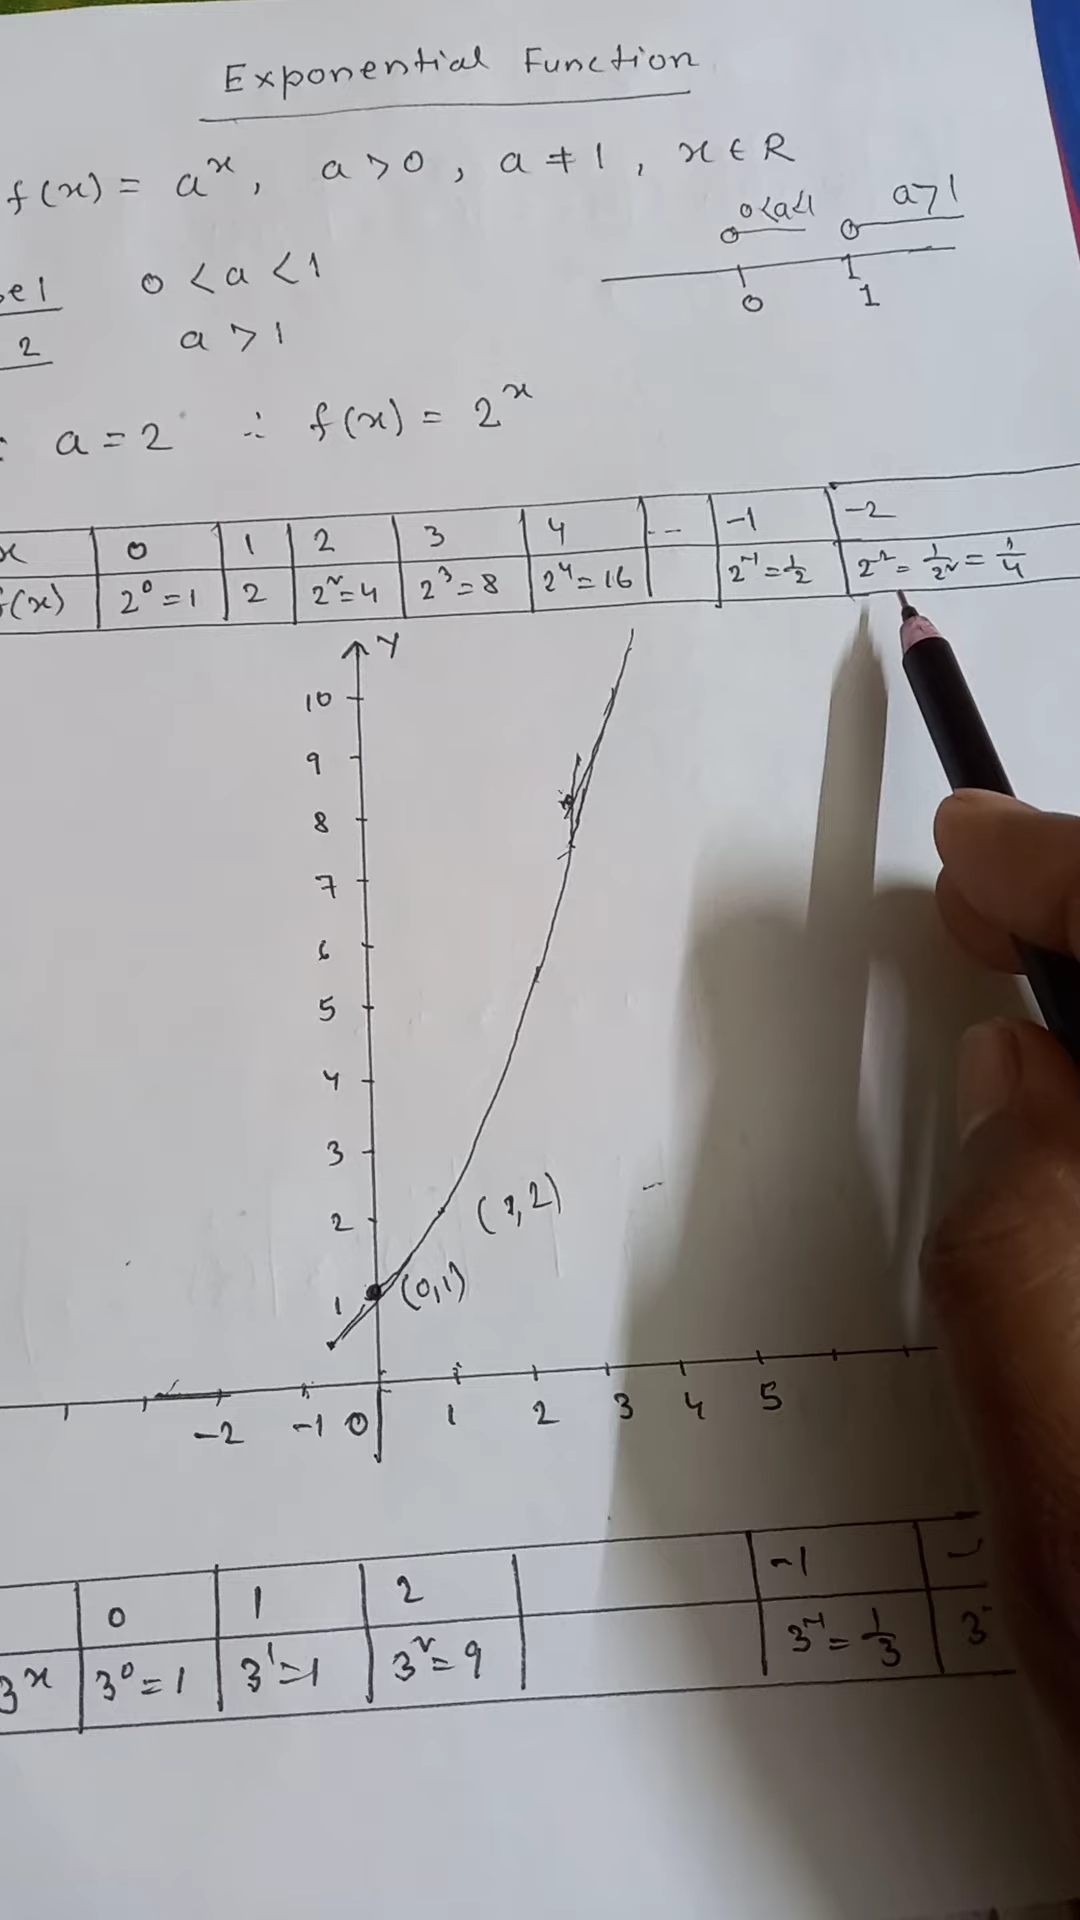 Exponential Function
f(x) = a^x, a > 0, a ≠ 1, x ∈ R
0<a<1 a>1
0 1
se 1 0 < a < 1
2 a > 1
: a = 2 ∴ f(x) = 2^x
x 0 1 2 3 4 ... -1 -2
f(x) 2^0 = 1 2 2^2 = 4 2^3 = 8 2^4 = 16 2^-1 = 1/2 2^-2 = 1/2^2 = 1/4
Y
10
9
8
7
6
5
4
3
2 (1,2)
1 (0,1)
-2 -1 0 1 2 3 4 5
0 1 2 -1
3^x 3^0 = 1 3^1 = 1 3^2 = 9 3^-1 = 1/3 3^-